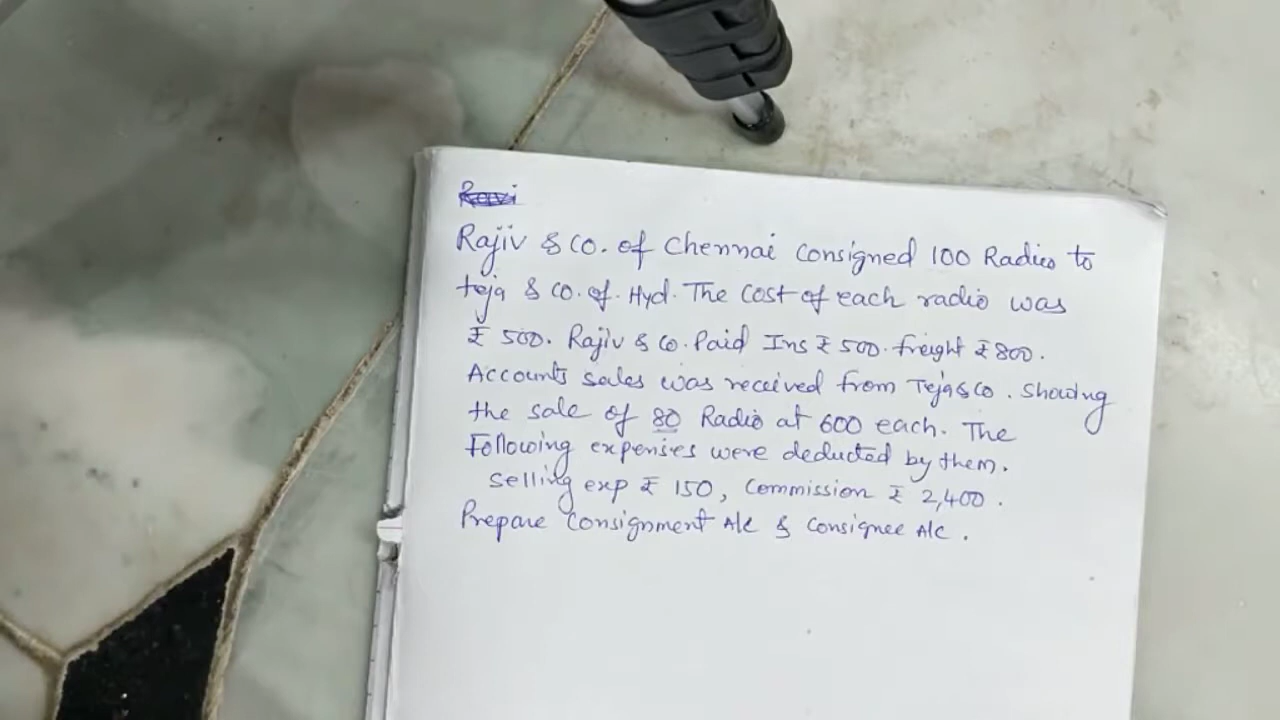 Ravi
Rajiv & Co. of Chennai Consigned 100 Radios to
teja & Co. of. Hyd. The Cost of each radio was
₹ 500. Rajiv & Co. Paid Ins ₹ 500. freight ₹ 800.
Accounts sales was received from Teja & Co. Showing
the sale of 80 Radio at 600 each. The
Following expenses were deducted by them.
Selling exp ₹ 150, Commission ₹ 2,400.
Prepare Consignment A/c & Consignee A/c.